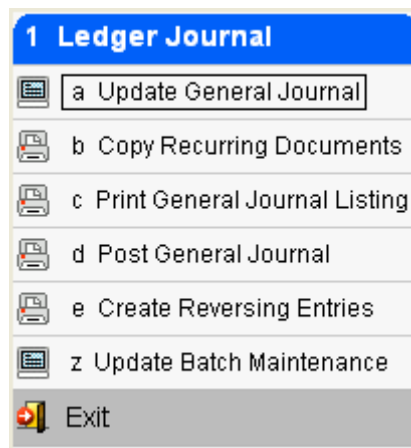 1 Ledger Journal
a Update General Journal
b Copy Recurring Documents
c Print General Journal Listing
d Post General Journal
e Create Reversing Entries
z Update Batch Maintenance
Exit